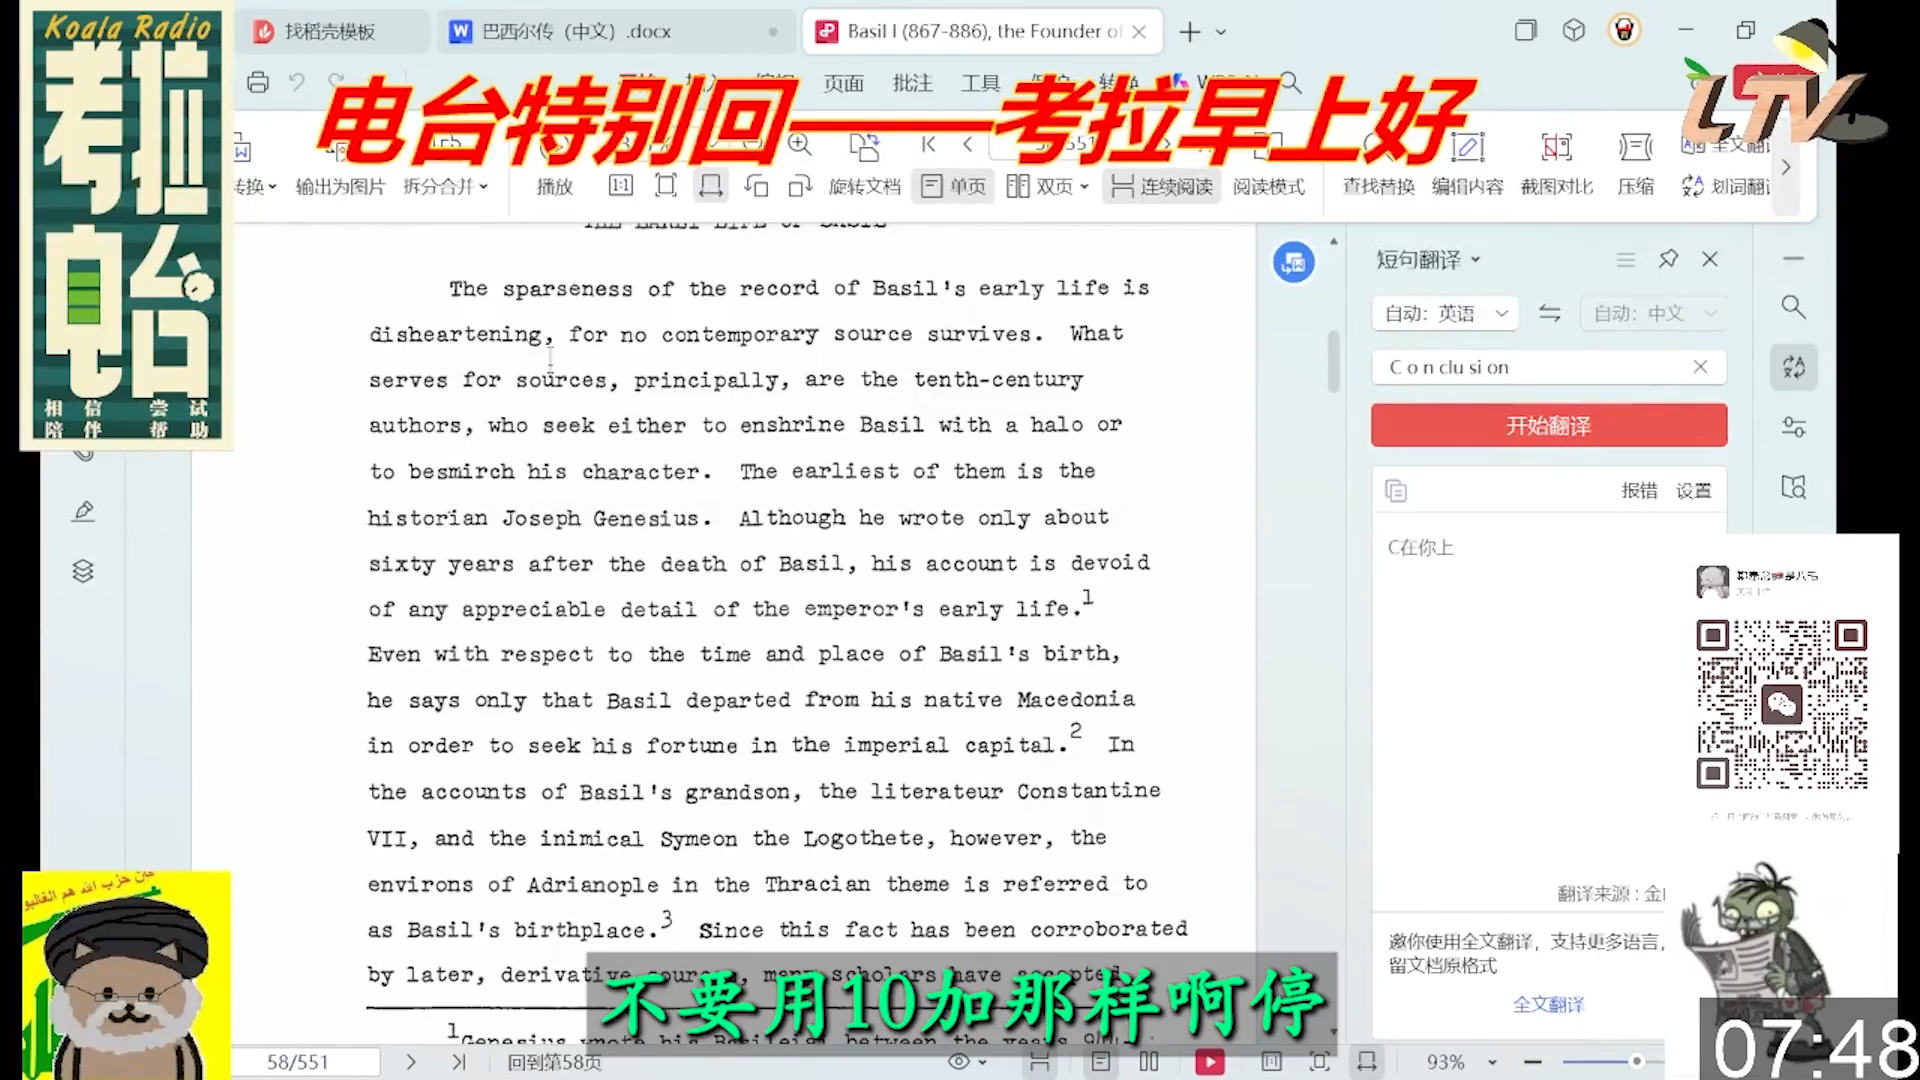 Koala Radio
考拉
电台
相信 尝试
陪伴 帮助
找稻壳模板
巴西尔传（中文）.docx
Basil I (867-886), the Founder of
页面 批注 工具
电台特别回——考拉早上好
LTV
转换 输出为图片 拆分合并 播放 1:1 旋转文档 单页 双页 连续阅读 阅读模式 查找替换 编辑内容 截图对比 压缩
全文翻
划词翻
The sparseness of the record of Basil's early life is
disheartening, for no contemporary source survives. What
serves for sources, principally, are the tenth-century
authors, who seek either to enshrine Basil with a halo or
to besmirch his character. The earliest of them is the
historian Joseph Genesius. Although he wrote only about
sixty years after the death of Basil, his account is devoid
of any appreciable detail of the emperor's early life.1
Even with respect to the time and place of Basil's birth,
he says only that Basil departed from his native Macedonia
in order to seek his fortune in the imperial capital.2 In
the accounts of Basil's grandson, the literateur Constantine
VII, and the inimical Symeon the Logothete, however, the
environs of Adrianople in the Thracian theme is referred to
as Basil's birthplace.3 Since this fact has been corroborated
by later, derivative sources, many scholars have accepted
不要用10加那样啊停
短句翻译
自动：英语 自动：中文
C o n clu si on
开始翻译
报错 设置
C在你上
翻译来源：金
邀你使用全文翻译，支持更多语言，
留文档原格式
全文翻译
58/551
回到第58页
93%
07:48